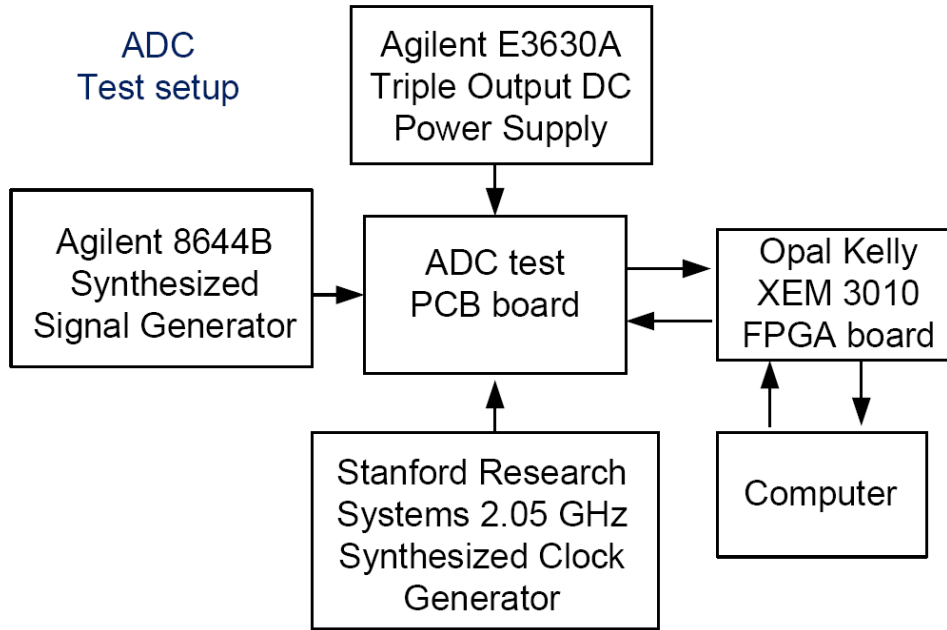 ADC
Test setup
Agilent E3630A
Triple Output DC
Power Supply
Agilent 8644B
Synthesized
Signal Generator
ADC test
PCB board
Opal Kelly
XEM 3010
FPGA board
Stanford Research
Systems 2.05 GHz
Synthesized Clock
Generator
Computer